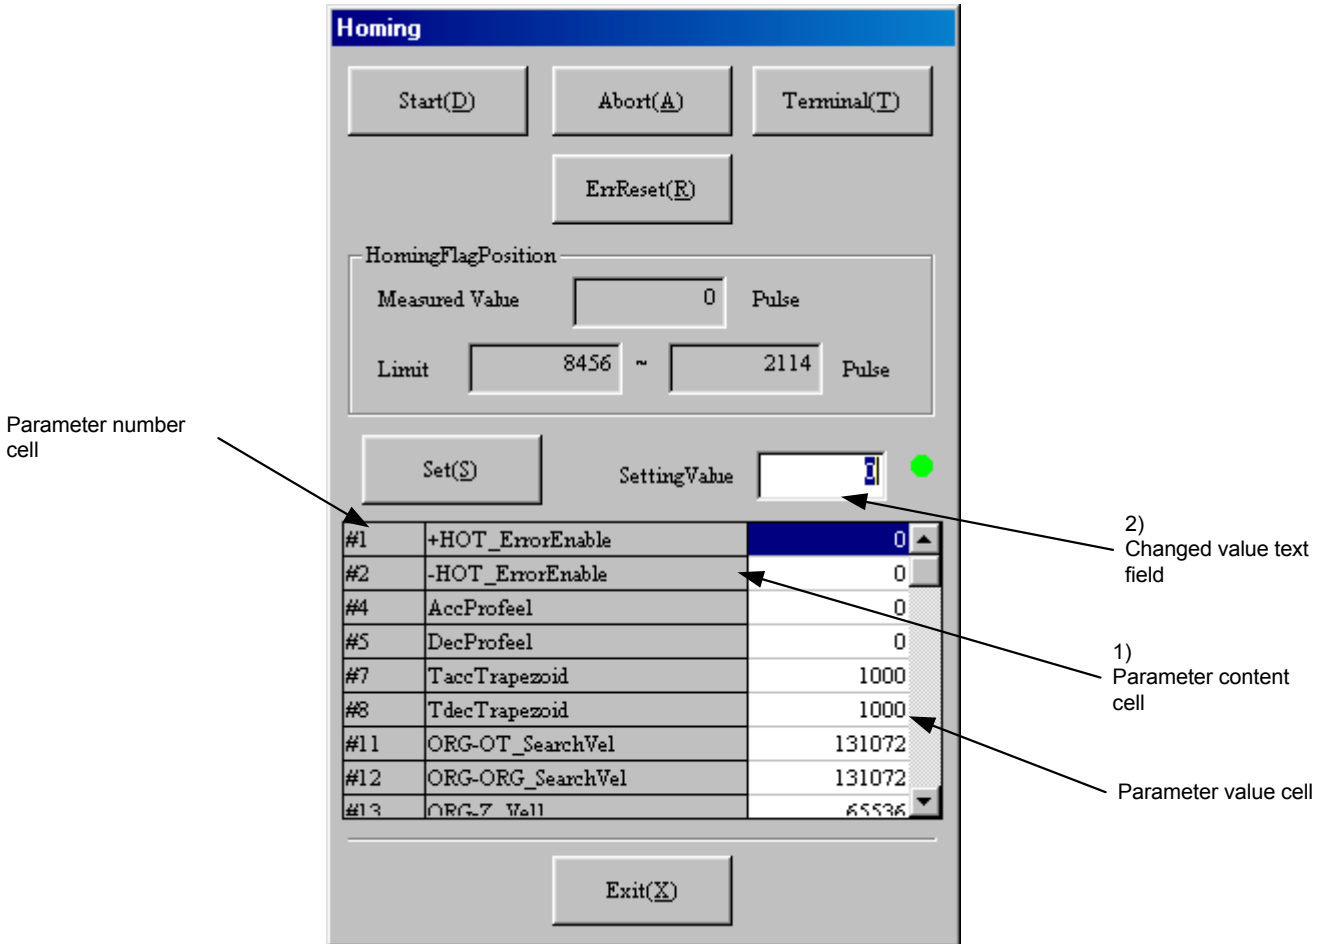 Homing
Start(D) Abort(A) Terminal(T)
ErrReset(R)
HomingFlagPosition
Measured Value 0 Pulse
Limit 8456 ~ 2114 Pulse
Parameter number
cell
Set(S) SettingValue 0
#1 +HOT_ErrorEnable 0
#2 -HOT_ErrorEnable 0
#4 AccProfeel 0
#5 DecProfeel 0
#7 TaccTrapezoid 1000
#8 TdecTrapezoid 1000
#11 ORG-OT_SearchVel 131072
#12 ORG-ORG_SearchVel 131072
#13 ORG-Z_Vel1 65536
2)
Changed value text
field
1)
Parameter content
cell
Parameter value cell
Exit(X)